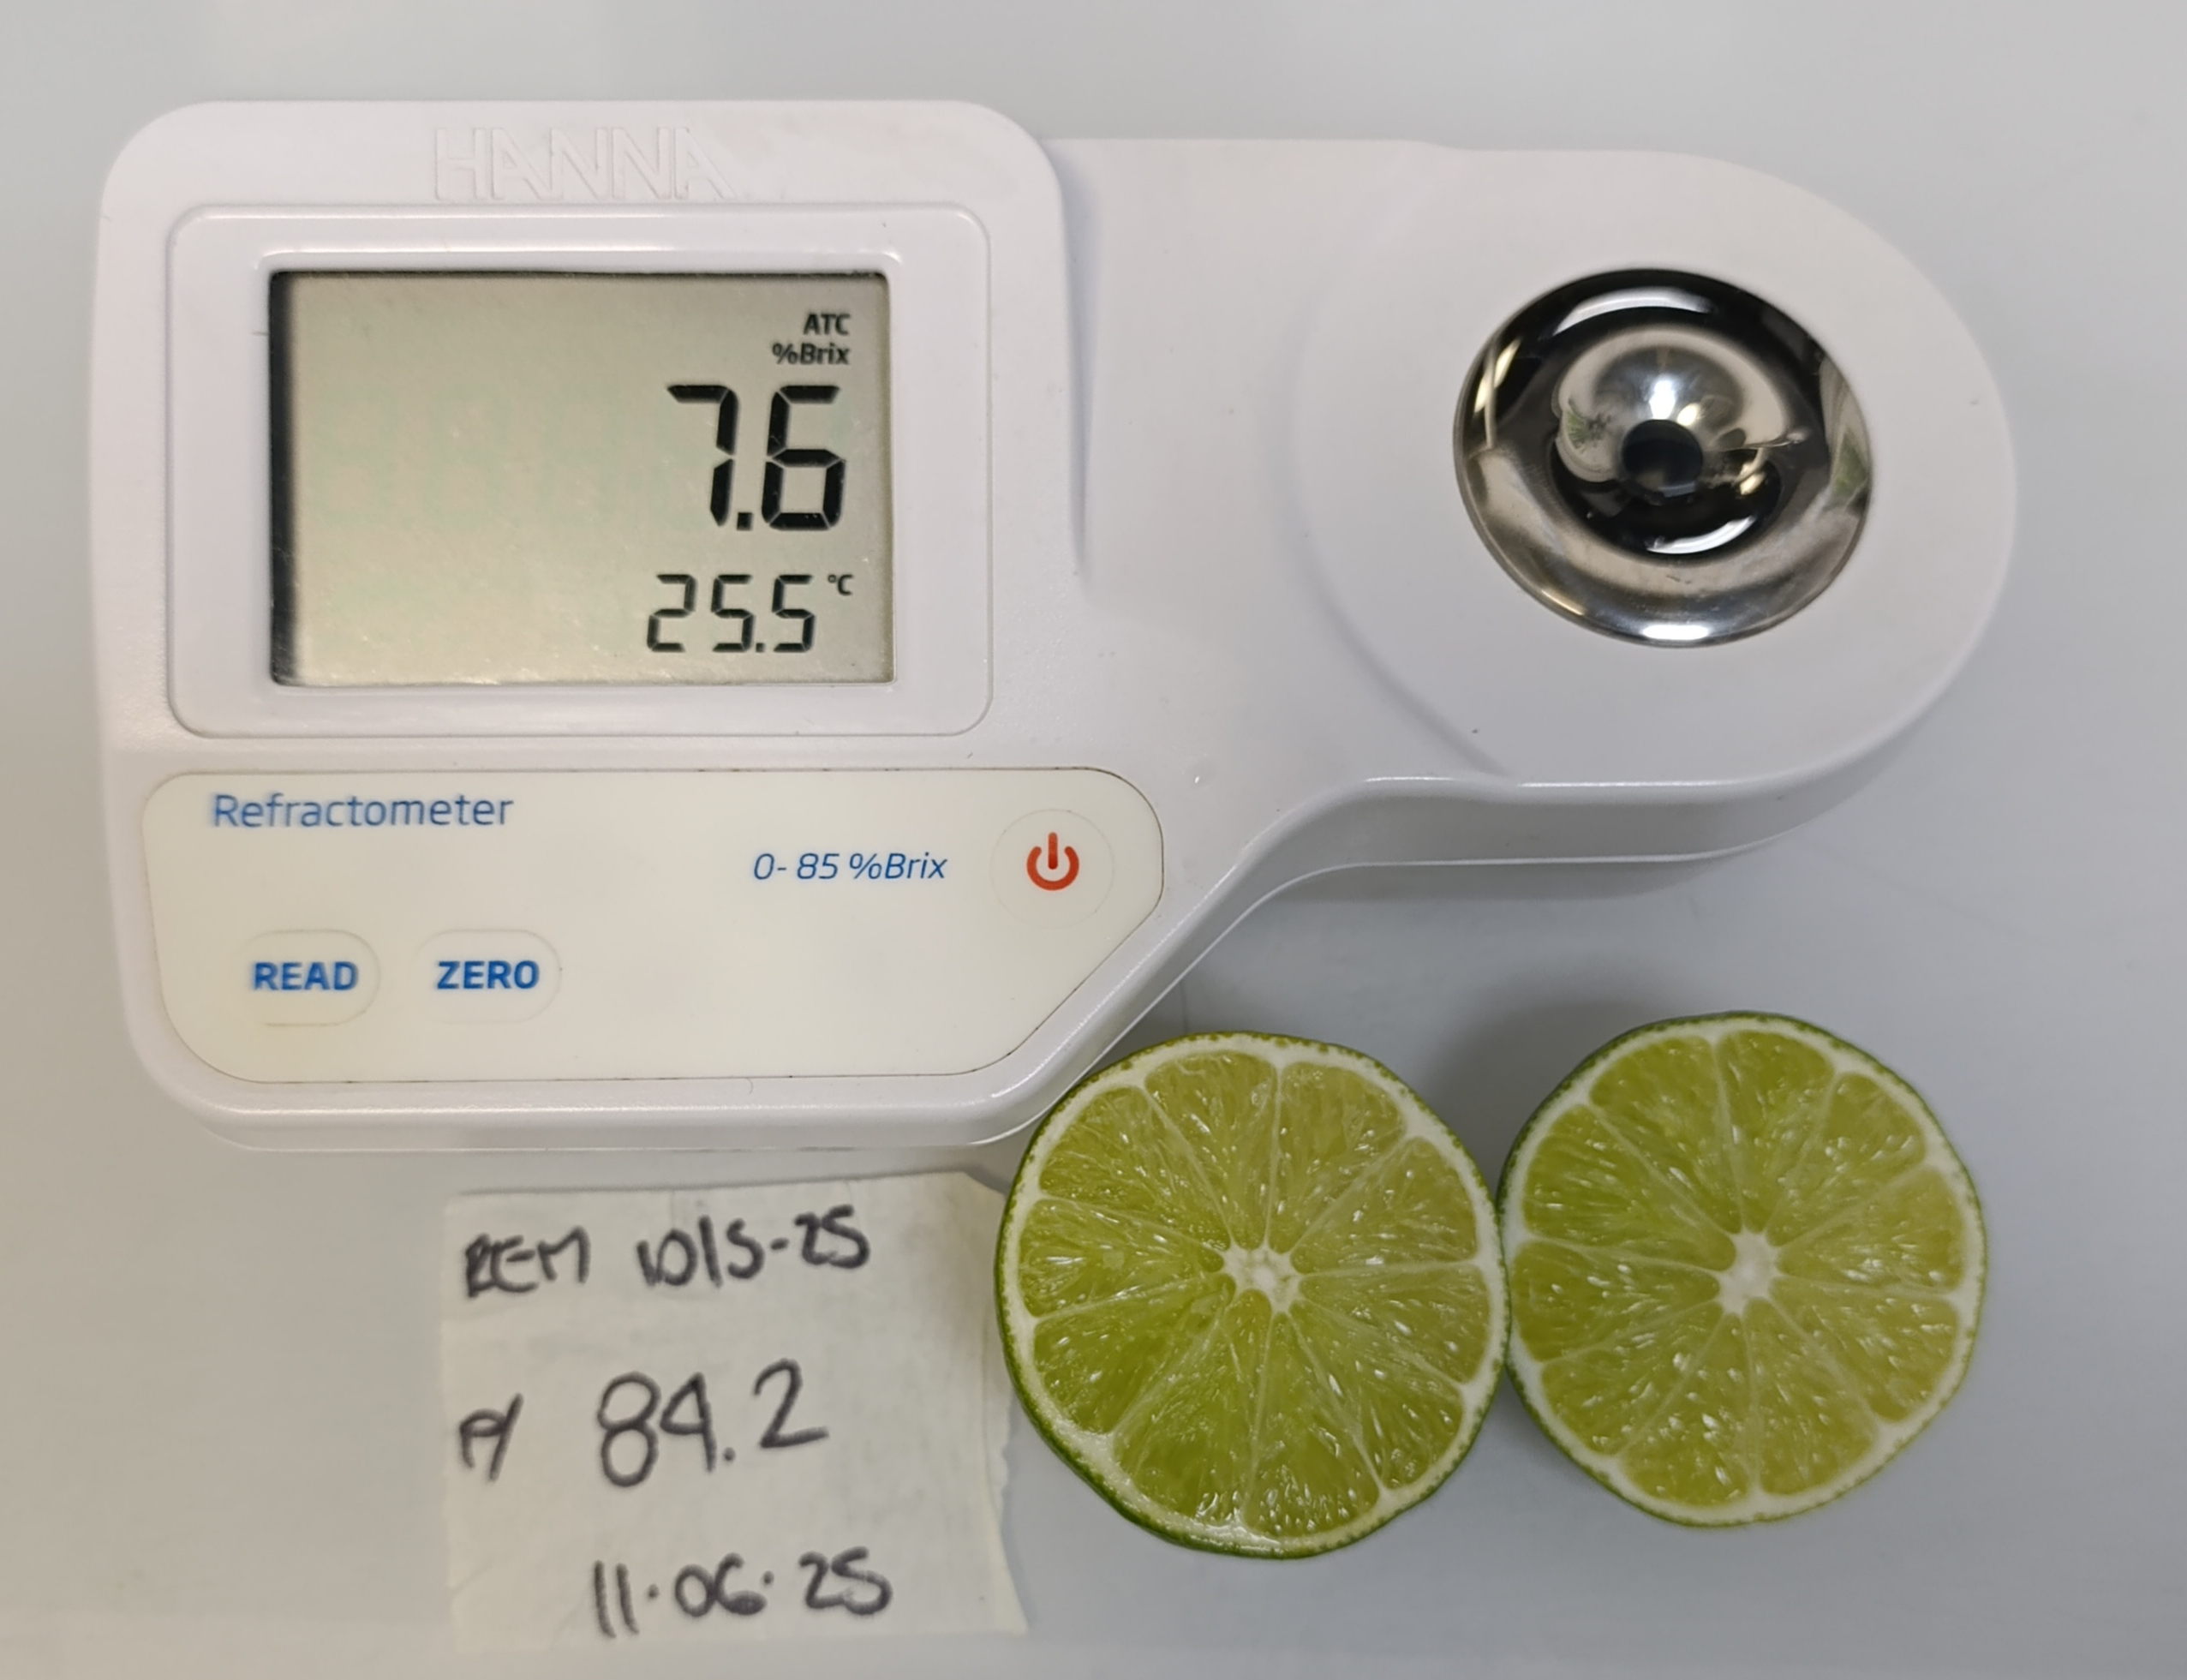 HANNA
ATC
%Brix
7.6
25.5 °C
Refractometer
0-85 %Brix
READ
ZERO
REM 1015-25
84.2
11.06.25